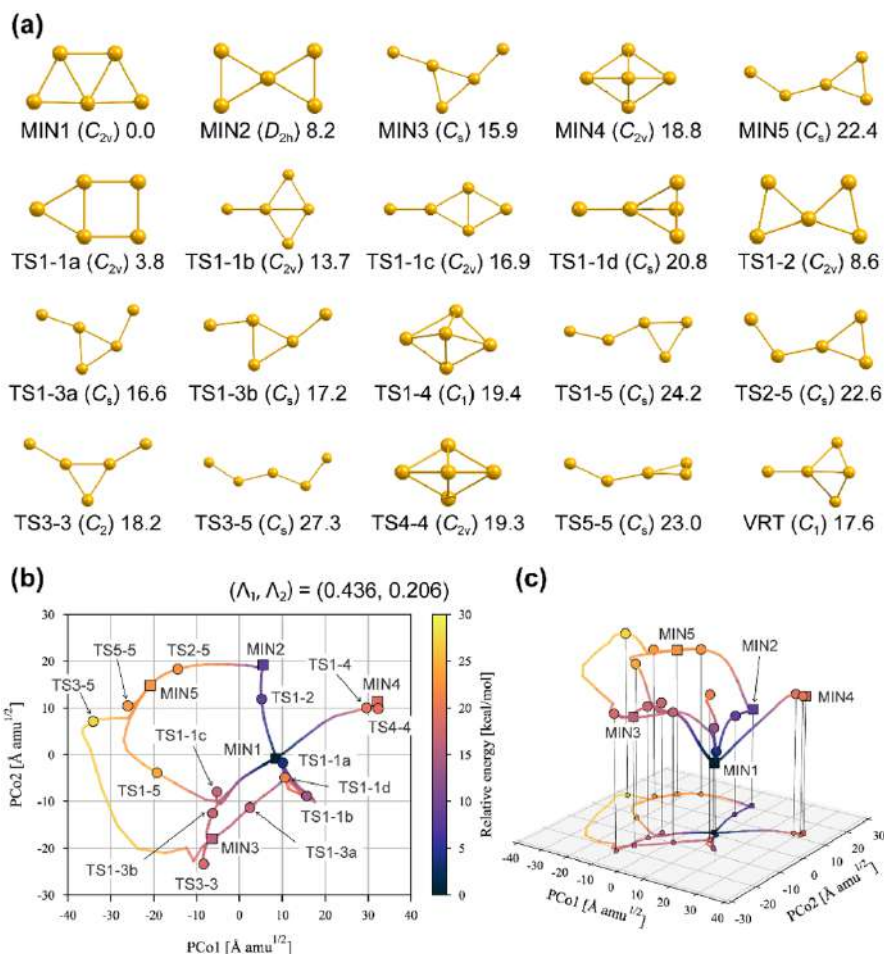 (a)
MIN1 (C2v) 0.0 MIN2 (D2h) 8.2 MIN3 (Cs) 15.9 MIN4 (C2v) 18.8 MIN5 (Cs) 22.4
TS1-1a (C2v) 3.8 TS1-1b (C2v) 13.7 TS1-1c (C2v) 16.9 TS1-1d (Cs) 20.8 TS1-2 (C2v) 8.6
TS1-3a (Cs) 16.6 TS1-3b (Cs) 17.2 TS1-4 (C1) 19.4 TS1-5 (Cs) 24.2 TS2-5 (Cs) 22.6
TS3-3 (C2) 18.2 TS3-5 (Cs) 27.3 TS4-4 (C2v) 19.3 TS5-5 (Cs) 23.0 VRT (C1) 17.6
(b)
(Λ1, Λ2) = (0.436, 0.206)
30
20
10
0
-10
-20
-30
PCo2 [Å amu1/2]
-40 -30 -20 -10 0 10 20 30 40
PCo1 [Å amu1/2]
TS5-5
TS2-5
MIN2
TS1-4
MIN4
TS3-5
MIN5
TS1-2
TS4-4
TS1-1c
MIN1
TS1-1a
TS1-1d
TS1-5
TS1-1b
TS1-3b
MIN3
TS1-3a
TS3-3
30
25
20
15
10
5
0
Relative energy [kcal/mol]
(c)
MIN5
MIN2
MIN4
MIN3
MIN1
-40
-30
-20
-10
0
10
20
30
40
PCo1 [Å amu1/2]
-30
-20
-10
0
10
20
30
PCo2 [Å amu1/2]